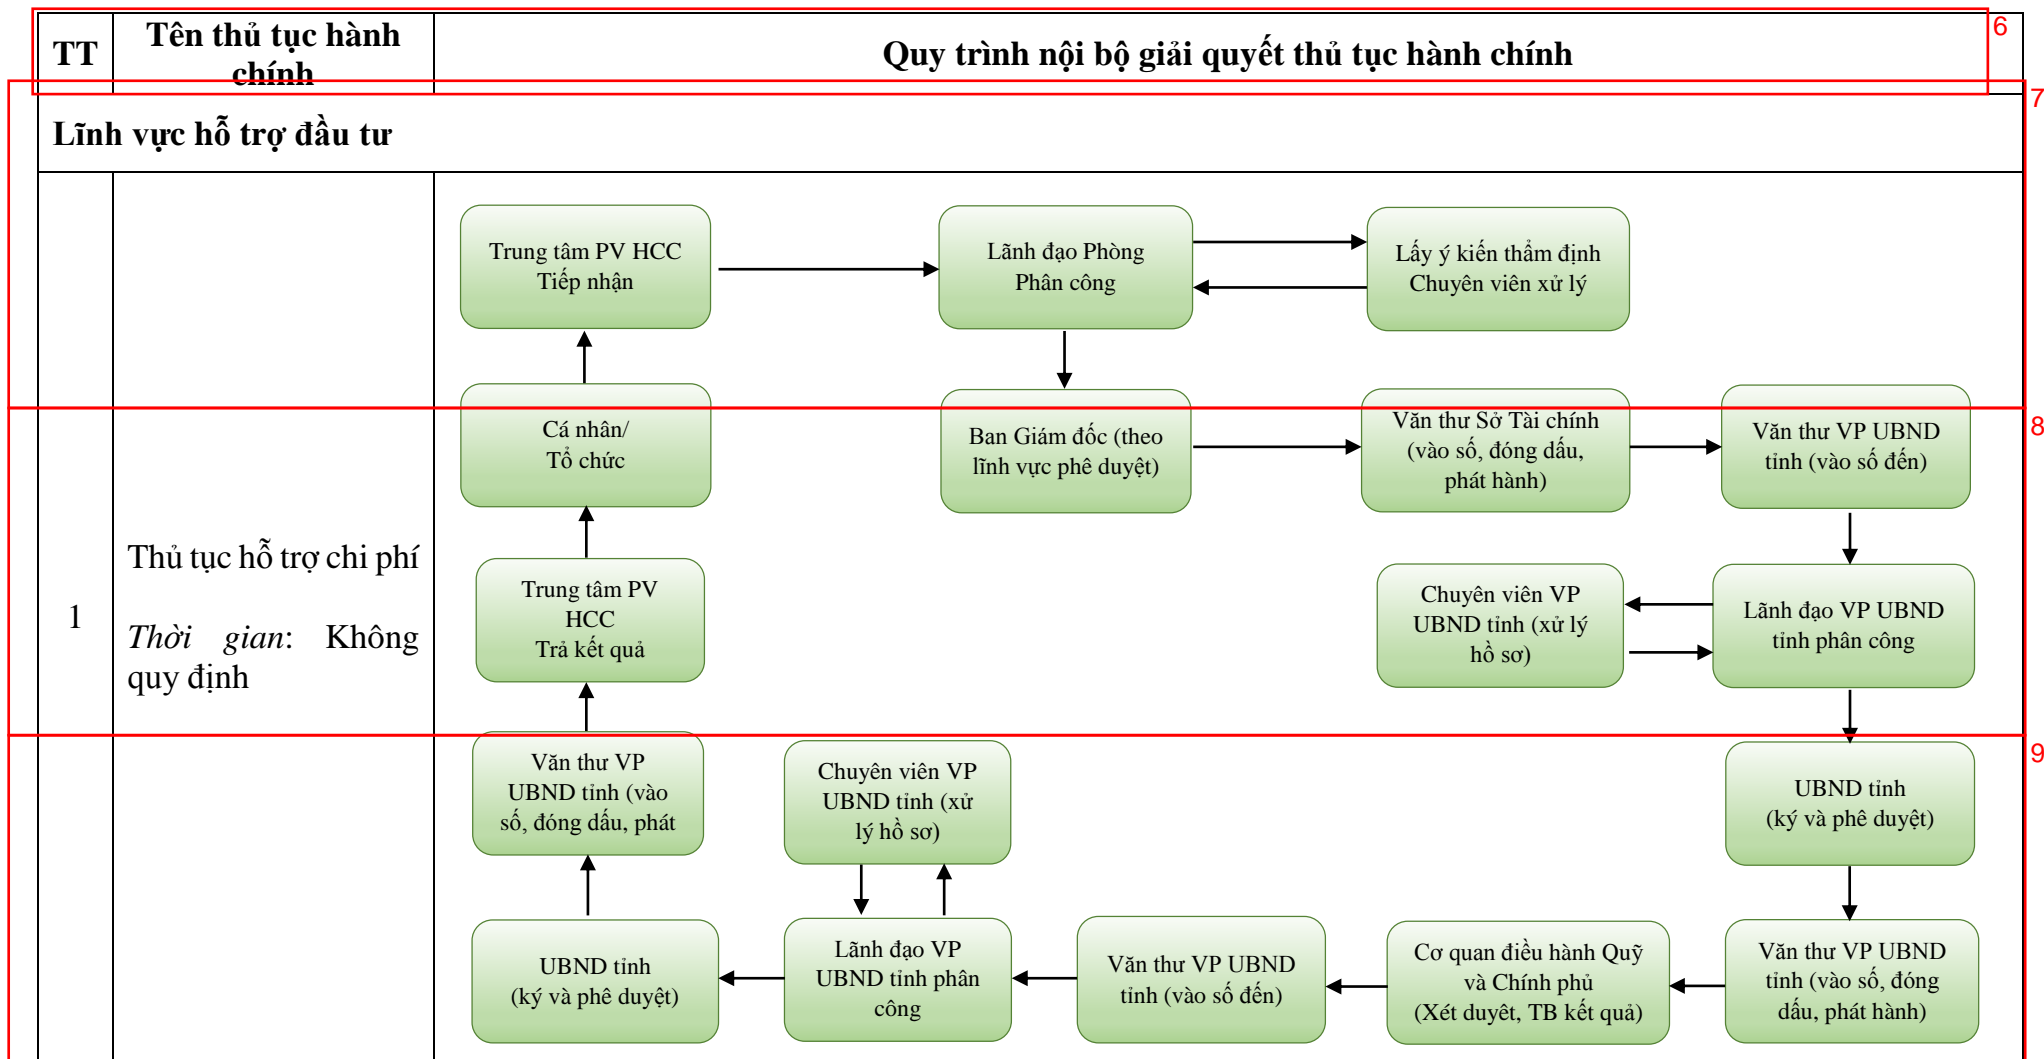 TT
Tên thủ tục hành
chính
Quy trình nội bộ giải quyết thủ tục hành chính
6
7
Lĩnh vực hỗ trợ đầu tư
Trung tâm PV HCC
Tiếp nhận
Lãnh đạo Phòng
Phân công
Lấy ý kiến thẩm định
Chuyên viên xử lý
8
Cá nhân/
Tổ chức
Ban Giám đốc (theo
lĩnh vực phê duyệt)
Văn thư Sở Tài chính
(vào số, đóng dấu,
phát hành)
Văn thư VP UBND
tỉnh (vào số đến)
1
Thủ tục hỗ trợ chi phí
Thời gian: Không
quy định
Trung tâm PV
HCC
Trả kết quả
Chuyên viên VP
UBND tỉnh (xử lý
hồ sơ)
Lãnh đạo VP UBND
tỉnh phân công
9
Văn thư VP
UBND tỉnh (vào
số, đóng dấu, phát
Chuyên viên VP
UBND tỉnh (xử
lý hồ sơ)
UBND tỉnh
(ký và phê duyệt)
UBND tỉnh
(ký và phê duyệt)
Lãnh đạo VP
UBND tỉnh phân
công
Văn thư VP UBND
tỉnh (vào số đến)
Cơ quan điều hành Quỹ
và Chính phủ
(Xét duyêt, TB kết quả)
Văn thư VP UBND
tỉnh (vào số, đóng
dấu, phát hành)